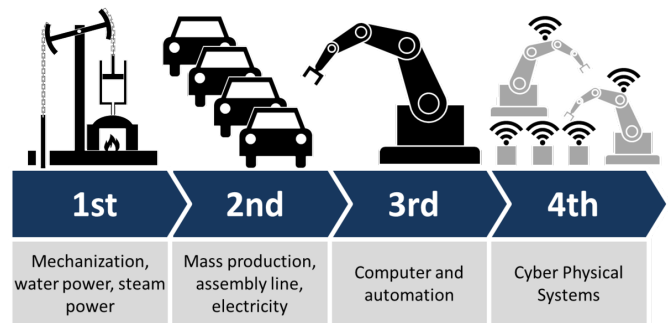 1st
2nd
3rd
4th
Mechanization,
water power, steam
power
Mass production,
assembly line,
electricity
Computer and
automation
Cyber Physical
Systems